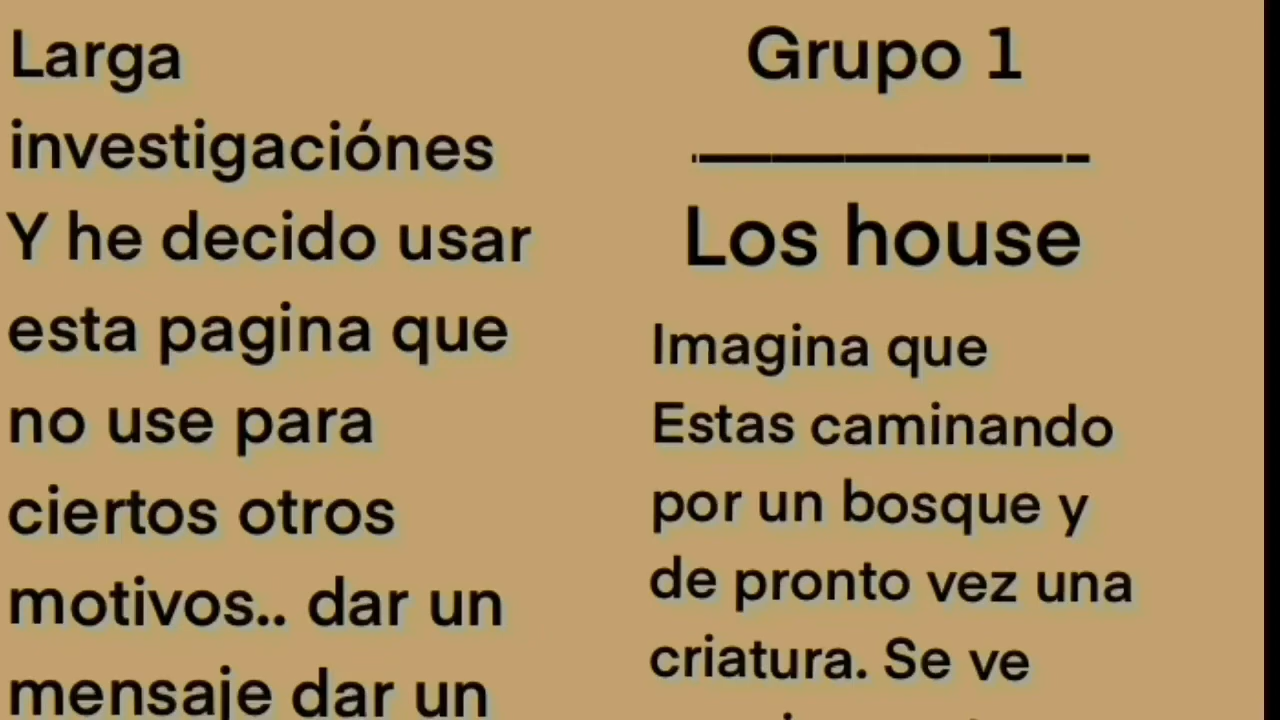 Larga
investigaciónes
Y he decido usar
esta pagina que
no use para
ciertos otros
motivos.. dar un
mensaje dar un
Grupo 1
Los house
Imagina que
Estas caminando
por un bosque y
de pronto vez una
criatura. Se ve